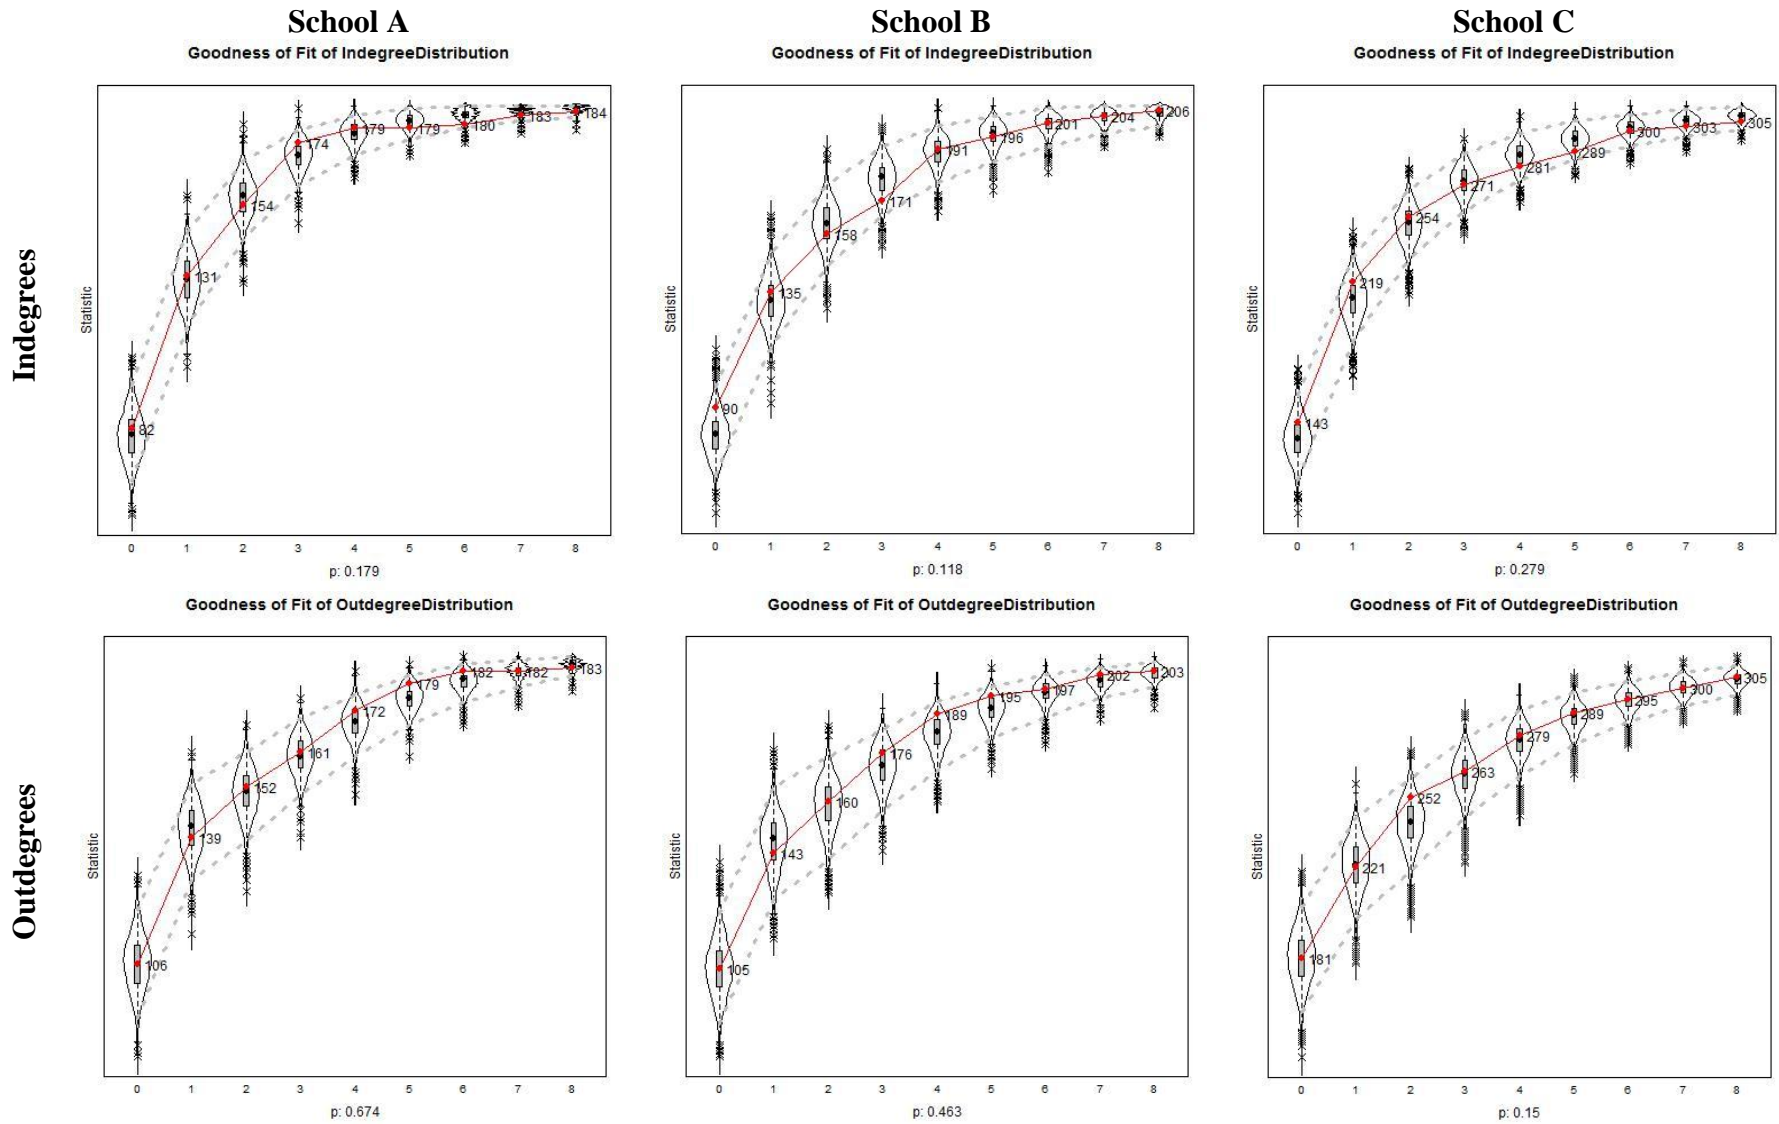 School A School B School C
Goodness of Fit of IndegreeDistribution Goodness of Fit of IndegreeDistribution Goodness of Fit of IndegreeDistribution
Indegrees
Statistic
82 131 154 174 179 179 180 183 184
0 1 2 3 4 5 6 7 8
p: 0.179
Statistic
90 135 158 171 191 196 201 204 206
0 1 2 3 4 5 6 7 8
p: 0.118
Statistic
143 219 254 271 281 289 300 303 305
0 1 2 3 4 5 6 7 8
p: 0.279
Goodness of Fit of OutdegreeDistribution Goodness of Fit of OutdegreeDistribution Goodness of Fit of OutdegreeDistribution
Outdegrees
Statistic
106 139 152 161 172 179 182 182 183
0 1 2 3 4 5 6 7 8
p: 0.674
Statistic
105 143 160 176 189 195 197 202 203
0 1 2 3 4 5 6 7 8
p: 0.463
Statistic
181 221 252 263 279 289 295 300 305
0 1 2 3 4 5 6 7 8
p: 0.15